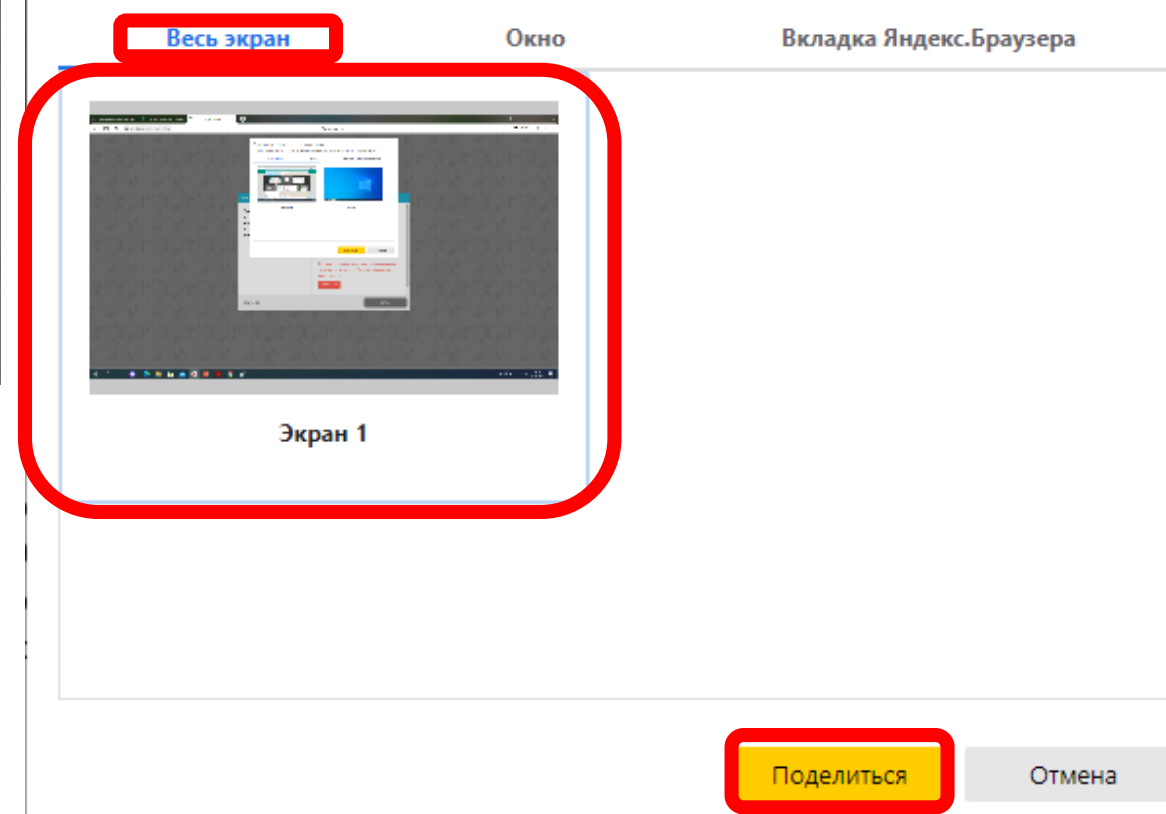 Весь экран
Окно
Вкладка Яндекс.Браузера
Экран 1
Поделиться
Отмена